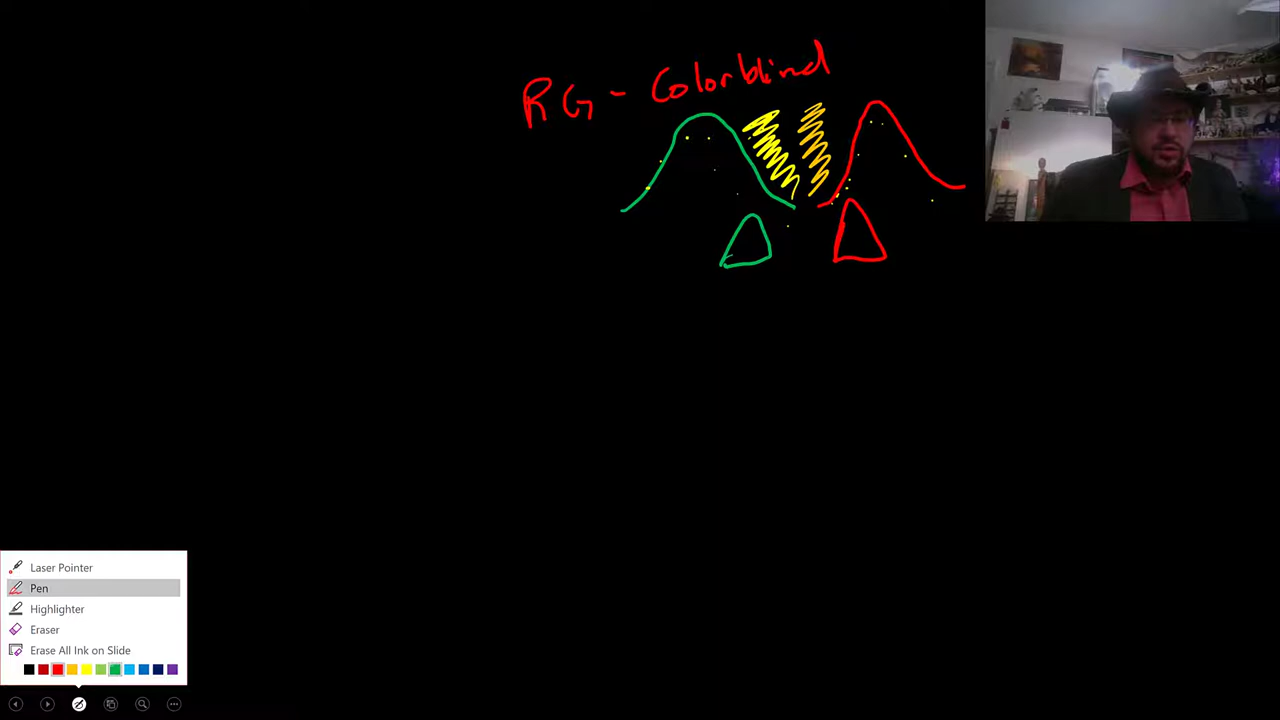 RG - Colorblind
Laser Pointer
Pen
Highlighter
Eraser
Erase All Ink on Slide